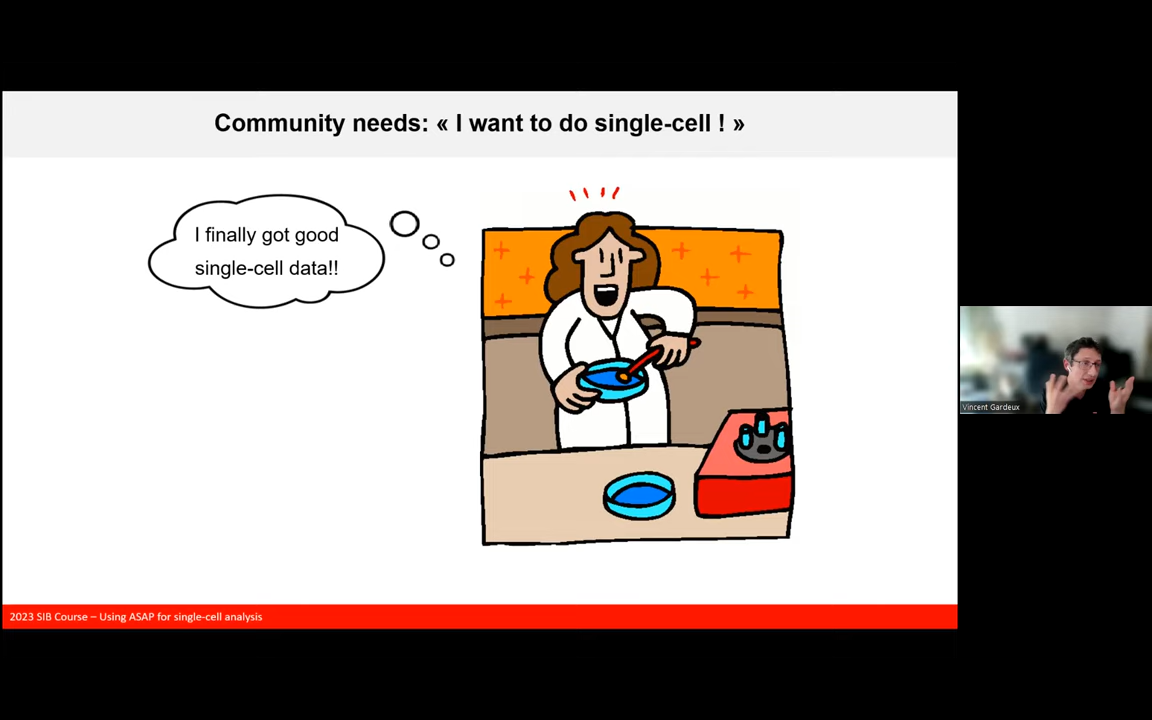 Community needs: « I want to do single-cell ! »
I finally got good
single-cell data!!
Vincent Gardeux
2023 SIB Course – Using ASAP for single-cell analysis